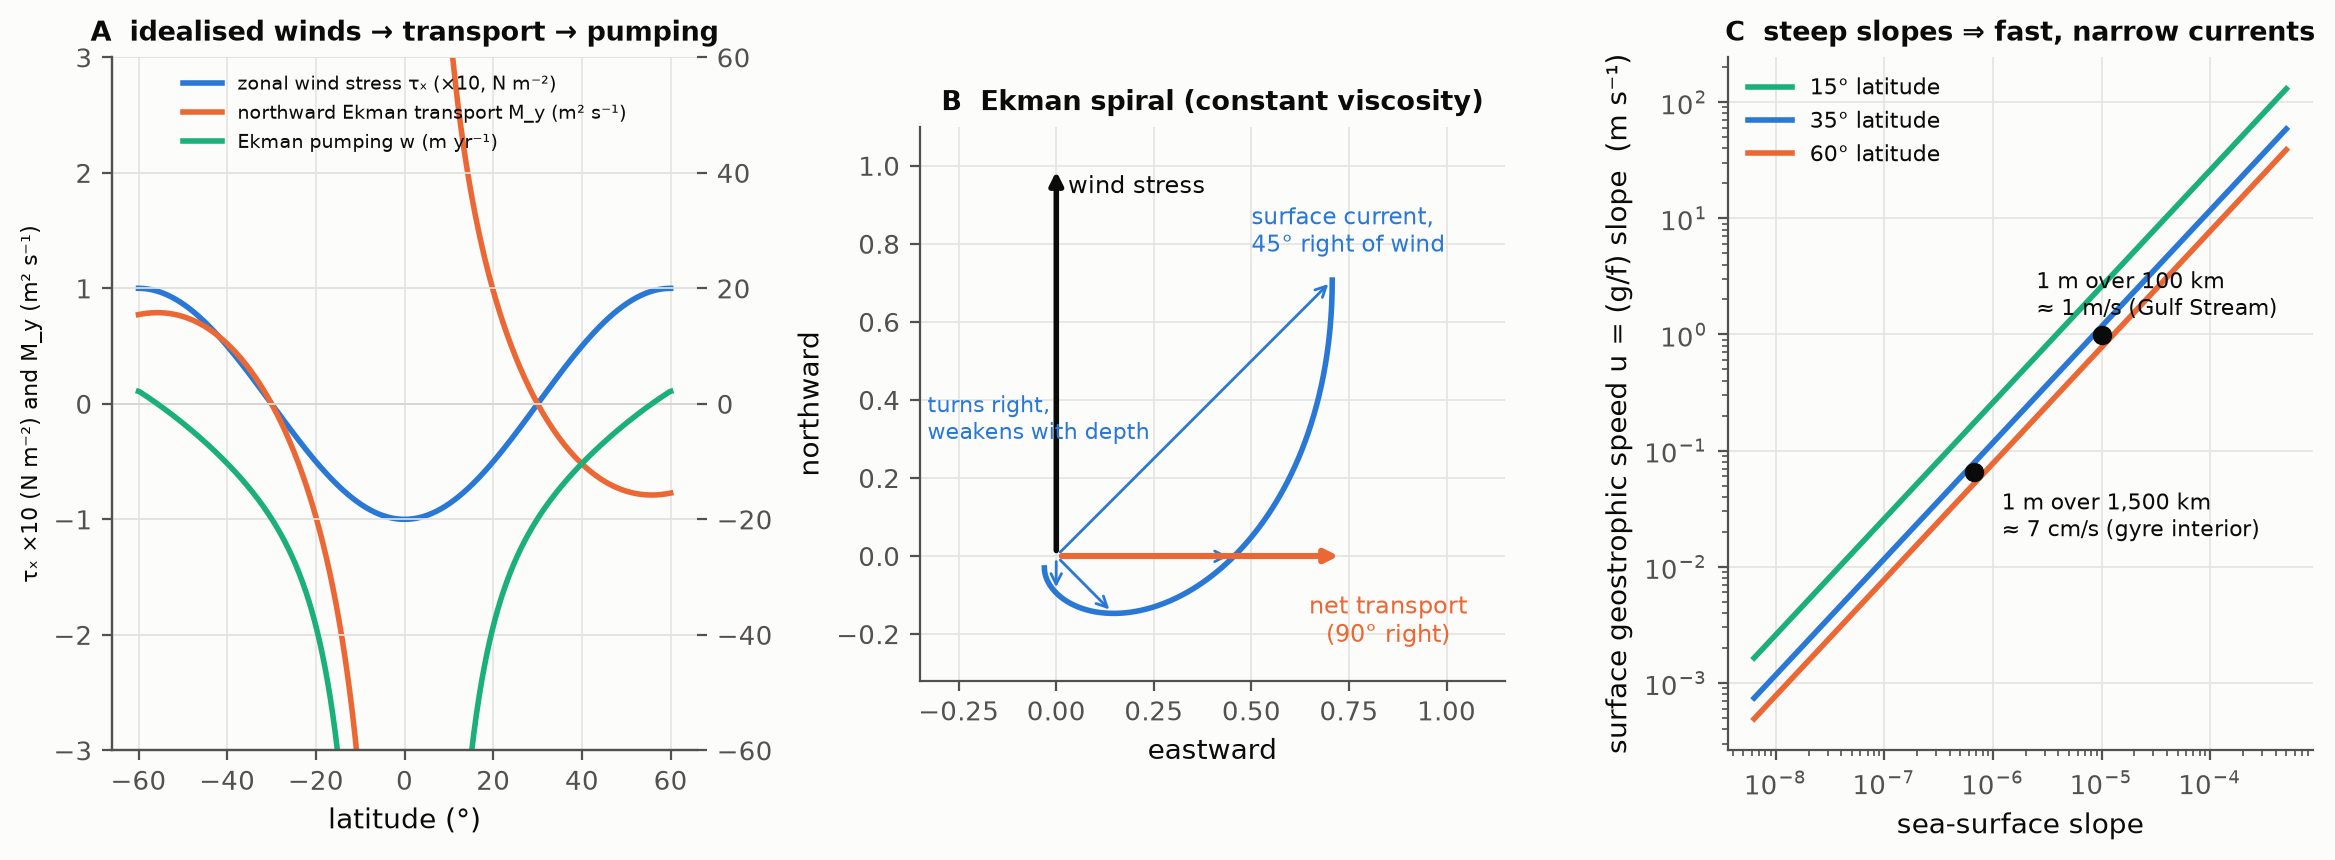 A  idealised winds → transport → pumping
zonal wind stress τₓ (×10, N m⁻²)
northward Ekman transport M_y (m² s⁻¹)
Ekman pumping w (m yr⁻¹)
τₓ ×10 (N m⁻²) and M_y (m² s⁻¹)
3
2
1
0
−1
−2
−3
60
40
20
0
−20
−40
−60
−60 −40 −20 0 20 40 60
latitude (°)
B  Ekman spiral (constant viscosity)
northward
1.0
0.8
0.6
0.4
0.2
0.0
−0.2
wind stress
surface current,
45° right of wind
turns right,
weakens with depth
net transport
(90° right)
−0.25 0.00 0.25 0.50 0.75 1.00
eastward
C  steep slopes ⇒ fast, narrow currents
surface geostrophic speed u = (g/f) slope  (m s⁻¹)
15° latitude
35° latitude
60° latitude
10²
10¹
10⁰
10⁻¹
10⁻²
10⁻³
1 m over 100 km
≈ 1 m/s (Gulf Stream)
1 m over 1,500 km
≈ 7 cm/s (gyre interior)
10⁻⁸ 10⁻⁷ 10⁻⁶ 10⁻⁵ 10⁻⁴
sea-surface slope